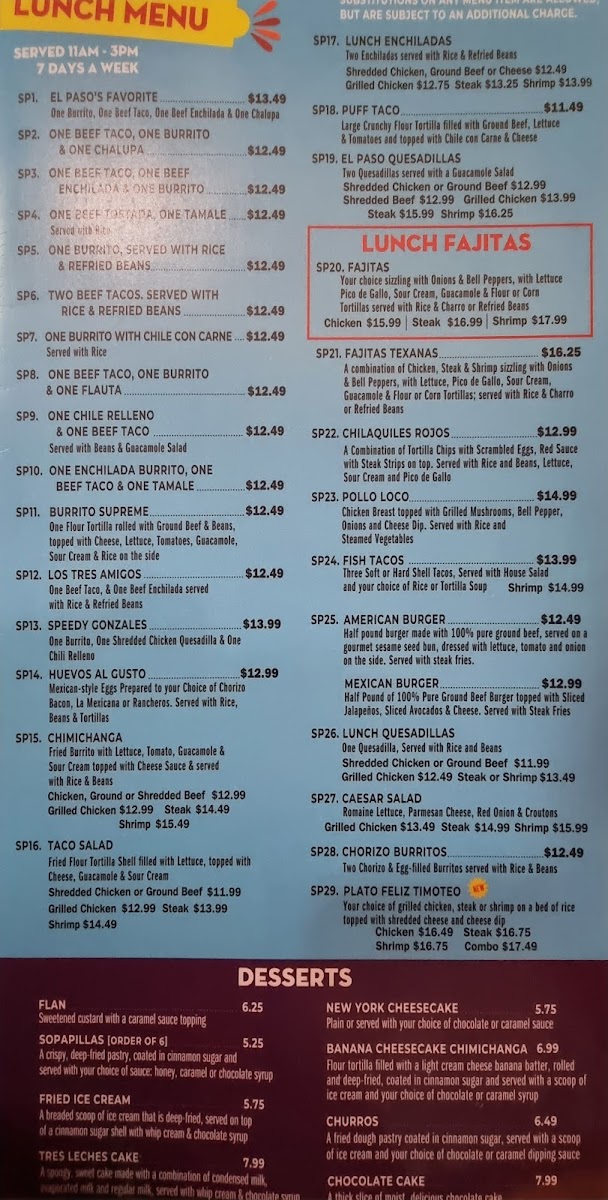 LUNCH MENU
SERVED 11AM - 3PM
7 DAYS A WEEK
SP1. EL PASO'S FAVORITE $13.49
One Burrito, One Beef Taco, One Beef Enchilada & One Chalupa
SP2. ONE BEEF TACO, ONE BURRITO
& ONE CHALUPA $12.49
SP3. ONE BEEF TACO, ONE BEEF
ENCHILADA & ONE BURRITO $12.49
SP4. ONE BEEF TOSTADA, ONE TAMALE $12.49
Served with Rice
SP5. ONE BURRITO, SERVED WITH RICE
& REFRIED BEANS $12.49
SP6. TWO BEEF TACOS. SERVED WITH
RICE & REFRIED BEANS $12.49
SP7. ONE BURRITO WITH CHILE CON CARNE $12.49
Served with Rice
SP8. ONE BEEF TACO, ONE BURRITO
& ONE FLAUTA $12.49
SP9. ONE CHILE RELLENO
& ONE BEEF TACO $12.49
Served with Beans & Guacamole Salad
SP10. ONE ENCHILADA BURRITO, ONE
BEEF TACO & ONE TAMALE $12.49
SP11. BURRITO SUPREME $12.49
One Flour Tortilla rolled with Ground Beef & Beans,
topped with Cheese, Lettuce, Tomatoes, Guacamole,
Sour Cream & Rice on the side
SP12. LOS TRES AMIGOS $12.49
One Beef Taco, & One Beef Enchilada served
with Rice & Refried Beans
SP13. SPEEDY GONZALES $13.99
One Burrito, One Shredded Chicken Quesadilla & One
Chili Relleno
SP14. HUEVOS AL GUSTO $12.99
Mexican-style Eggs Prepared to your Choice of Chorizo
Bacon, La Mexicana or Rancheros. Served with Rice,
Beans & Tortillas
SP15. CHIMICHANGA
Fried Burrito with Lettuce, Tomato, Guacamole &
Sour Cream topped with Cheese Sauce & served
with Rice & Beans
Chicken, Ground or Shredded Beef $12.99
Grilled Chicken $12.99 Steak $14.49
Shrimp $15.49
SP16. TACO SALAD
Fried Flour Tortilla Shell filled with Lettuce, topped with
Cheese, Guacamole & Sour Cream
Shredded Chicken or Ground Beef $11.99
Grilled Chicken $12.99 Steak $13.99
Shrimp $14.49
SUBSTITUTIONS ON ANY MENU ITEM ARE ALLOWED,
BUT ARE SUBJECT TO AN ADDITIONAL CHARGE.
SP17. LUNCH ENCHILADAS
Two Enchiladas served with Rice & Refried Beans
Shredded Chicken, Ground Beef or Cheese $12.49
Grilled Chicken $12.75 Steak $13.25 Shrimp $13.99
SP18. PUFF TACO $11.49
Large Crunchy Flour Tortilla filled with Ground Beef, Lettuce
& Tomatoes and topped with Chile con Carne & Cheese
SP19. EL PASO QUESADILLAS
Two Quesadillas served with a Guacamole Salad
Shredded Chicken or Ground Beef $12.99
Shredded Beef $12.99 Grilled Chicken $13.99
Steak $15.99 Shrimp $16.25
LUNCH FAJITAS
SP20. FAJITAS
Your choice sizzling with Onions & Bell Peppers, with Lettuce
Pico de Gallo, Sour Cream, Guacamole & Flour or Corn
Tortillas served with Rice & Charro or Refried Beans
Chicken $15.99 | Steak $16.99 | Shrimp $17.99
SP21. FAJITAS TEXANAS $16.25
A combination of Chicken, Steak & Shrimp sizzling with Onions
& Bell Peppers, with Lettuce, Pico de Gallo, Sour Cream,
Guacamole & Flour or Corn Tortillas; served with Rice & Charro
or Refried Beans
SP22. CHILAQUILES ROJOS $12.99
A Combination of Tortilla Chips with Scrambled Eggs, Red Sauce
with Steak Strips on top. Served with Rice and Beans, Lettuce,
Sour Cream and Pico de Gallo
SP23. POLLO LOCO $14.99
Chicken Breast topped with Grilled Mushrooms, Bell Pepper,
Onions and Cheese Dip. Served with Rice and
Steamed Vegetables
SP24. FISH TACOS $13.99
Three Soft or Hard Shell Tacos, Served with House Salad
and your choice of Rice or Tortilla Soup Shrimp $14.99
SP25. AMERICAN BURGER $12.49
Half pound burger made with 100% pure ground beef, served on a
gourmet sesame seed bun, dressed with lettuce, tomato and onion
on the side. Served with steak fries.
MEXICAN BURGER $12.99
Half Pound of 100% Pure Ground Beef Burger topped with Sliced
Jalapeños, Sliced Avocados & Cheese. Served with Steak Fries
SP26. LUNCH QUESADILLAS
One Quesadilla, Served with Rice and Beans
Shredded Chicken or Ground Beef $11.99
Grilled Chicken $12.49 Steak or Shrimp $13.49
SP27. CAESAR SALAD
Romaine Lettuce, Parmesan Cheese, Red Onion & Croutons
Grilled Chicken $13.49 Steak $14.99 Shrimp $15.99
SP28. CHORIZO BURRITOS $12.49
Two Chorizo & Egg-filled Burritos served with Rice & Beans
SP29. PLATO FELIZ TIMOTEO NEW
Your choice of grilled chicken, steak or shrimp on a bed of rice
topped with shredded cheese and cheese dip
Chicken $16.49 Steak $16.75
Shrimp $16.75 Combo $17.49
DESSERTS
FLAN 6.25
Sweetened custard with a caramel sauce topping
SOPAPILLAS [ORDER OF 6] 5.25
A crispy, deep-fried pastry, coated in cinnamon sugar and
served with your choice of sauce: honey, caramel or chocolate syrup
FRIED ICE CREAM 5.75
A breaded scoop of ice cream that is deep-fried, served on top
of a cinnamon sugar shell with whip cream & chocolate syrup
TRES LECHES CAKE 7.99
A spongy, sweet cake made with a combination of condensed milk,
evaporated milk and regular milk, served with whip cream & chocolate syrup
NEW YORK CHEESECAKE 5.75
Plain or served with your choice of chocolate or caramel sauce
BANANA CHEESECAKE CHIMICHANGA 6.99
Flour tortilla filled with a light cream cheese banana batter, rolled
and deep-fried, coated in cinnamon sugar and served with a scoop of
ice cream and your choice of chocolate or caramel syrup
CHURROS 6.49
A fried dough pastry coated in cinnamon sugar, served with a scoop
of ice cream and your choice of chocolate or caramel dipping sauce
CHOCOLATE CAKE 7.99
A thick slice of moist, delicious chocolate cake